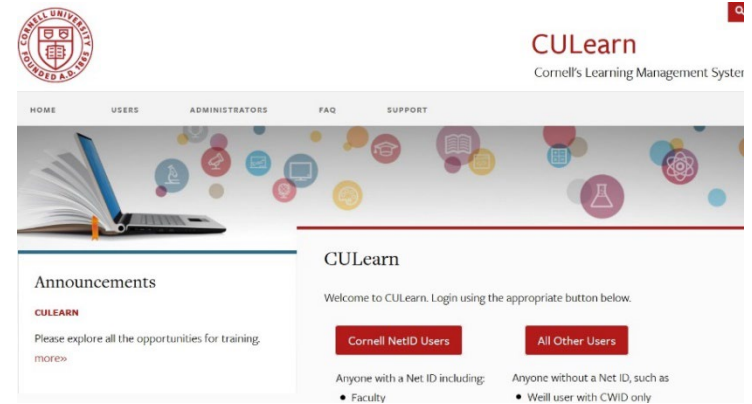 CORNELL UNIVERSITY
FOUNDED A.D. 1865
CULearn
Cornell's Learning Management System
HOME USERS ADMINISTRATORS FAQ SUPPORT
Announcements
CULEARN
Please explore all the opportunities for training.
more»
CULearn
Welcome to CULearn. Login using the appropriate button below.
Cornell NetID Users
Anyone with a Net ID including:
• Faculty
All Other Users
Anyone without a Net ID, such as
• Weill user with CWID only